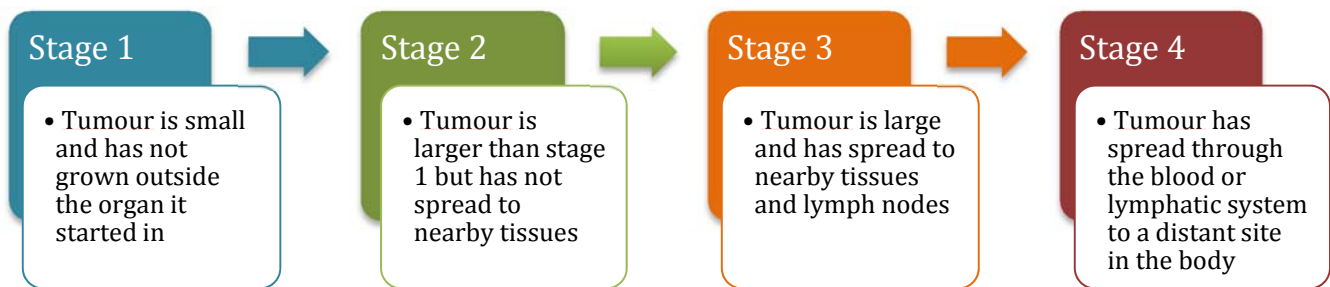 Stage 1
• Tumour is small
and has not
grown outside
the organ it
started in
Stage 2
• Tumour is
larger than stage
1 but has not
spread to
nearby tissues
Stage 3
• Tumour is large
and has spread to
nearby tissues
and lymph nodes
Stage 4
• Tumour has
spread through
the blood or
lymphatic system
to a distant site
in the body